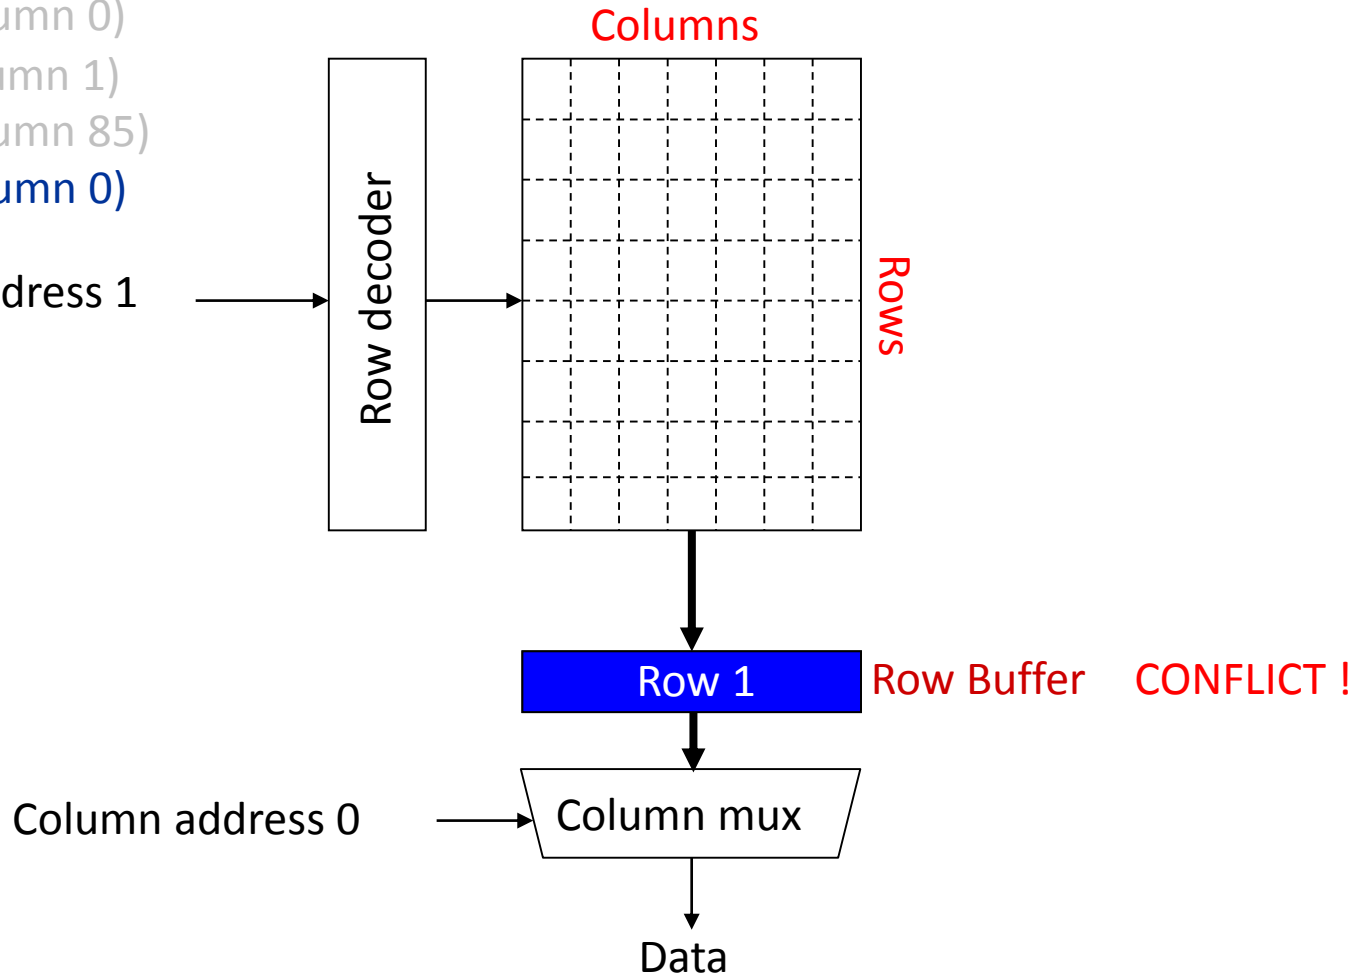 umn 0)
Columns
umn 1)
umn 85)
umn 0)
Row decoder
dress 1
Rows
Row 1
Row Buffer
CONFLICT !
Column address 0
Column mux
Data